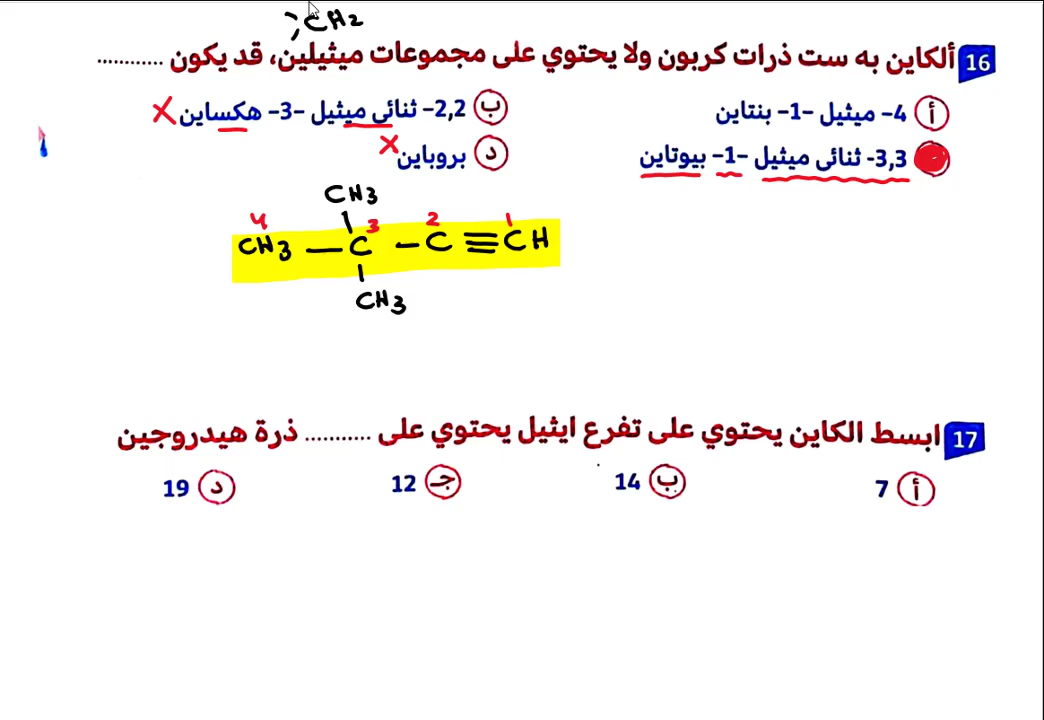 CH2
16 ألكاين به ست ذرات كربون ولا يحتوي على مجموعات ميثيلين، قد يكون ............
أ 4- ميثيل -1- بنتاين
ب 2,2- ثنائي ميثيل -3- هكساين X
3,3- ثنائى ميثيل -1- بيوتاين
د بروباين X
CH3
4 3 2 1
CH3 — C — C ≡ CH
CH3
17 ابسط الكاين يحتوي على تفرع ايثيل يحتوي على ........... ذرة هيدروجين
أ 7
ب 14
جـ 12
د 19